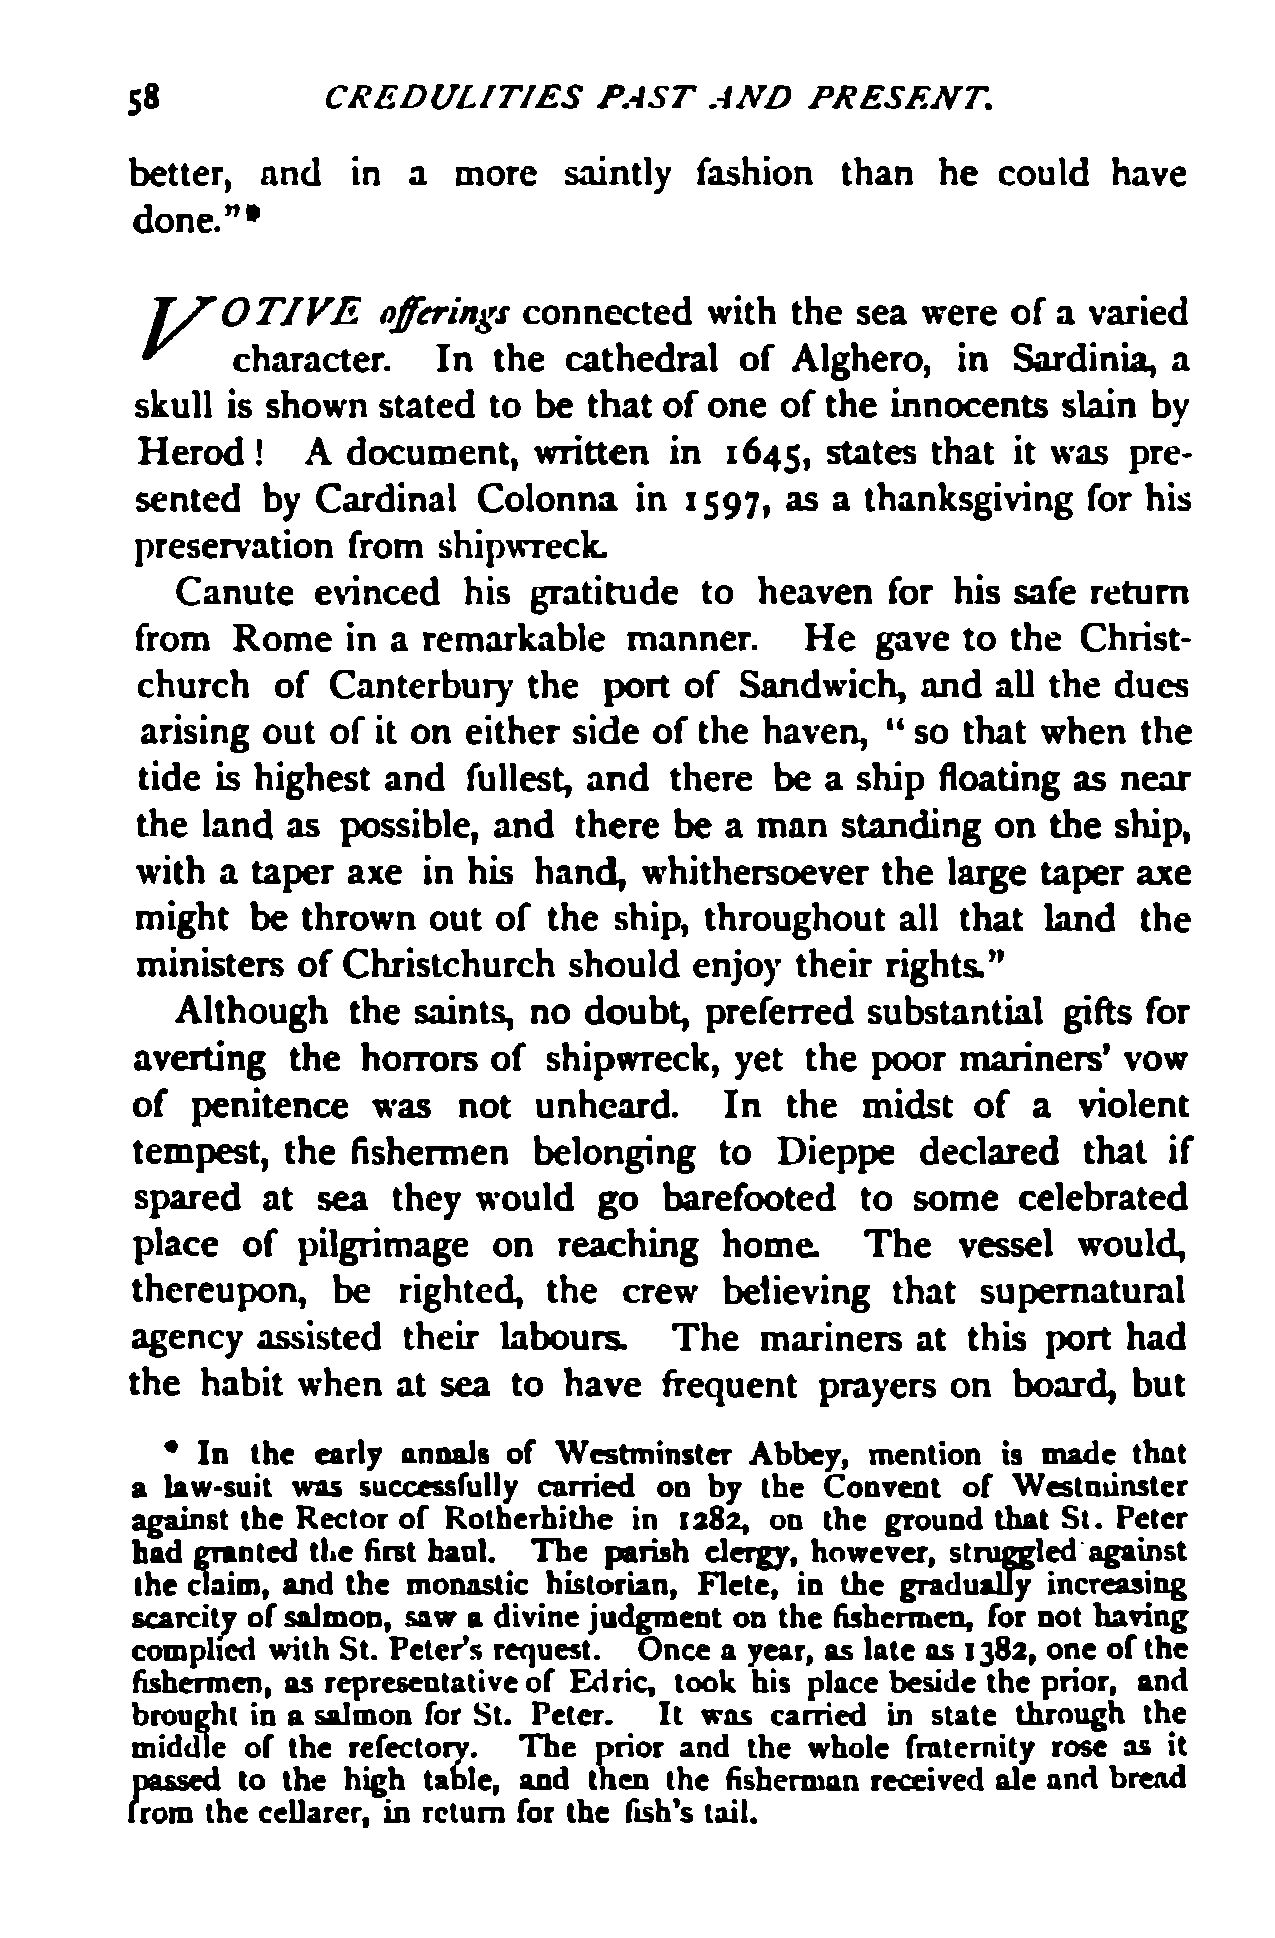 58 CREDULITIES PAST AND PRESENT.
better, and in a more saintly fashion than he could have
done."*
VOTIVE offerings connected with the sea were of a varied
character. In the cathedral of Alghero, in Sardinia, a
skull is shown stated to be that of one of the innocents slain by
Herod! A document, written in 1645, states that it was pre-
sented by Cardinal Colonna in 1597, as a thanksgiving for his
preservation from shipwreck.
Canute evinced his gratitude to heaven for his safe return
from Rome in a remarkable manner. He gave to the Christ-
church of Canterbury the port of Sandwich, and all the dues
arising out of it on either side of the haven, "so that when the
tide is highest and fullest, and there be a ship floating as near
the land as possible, and there be a man standing on the ship,
with a taper axe in his hand, whithersoever the large taper axe
might be thrown out of the ship, throughout all that land the
ministers of Christchurch should enjoy their rights."
Although the saints, no doubt, preferred substantial gifts for
averting the horrors of shipwreck, yet the poor mariners' vow
of penitence was not unheard. In the midst of a violent
tempest, the fishermen belonging to Dieppe declared that if
spared at sea they would go barefooted to some celebrated
place of pilgrimage on reaching home. The vessel would,
thereupon, be righted, the crew believing that supernatural
agency assisted their labours. The mariners at this port had
the habit when at sea to have frequent prayers on board, but
* In the early annals of Westminster Abbey, mention is made that
a law-suit was successfully carried on by the Convent of Westminster
against the Rector of Rotherhithe in 1282, on the ground that St. Peter
had granted the first haul. The parish clergy, however, struggled against
the claim, and the monastic historian, Flete, in the gradually increasing
scarcity of salmon, saw a divine judgment on the fishermen, for not having
complied with St. Peter's request. Once a year, as late as 1382, one of the
fishermen, as representative of Edric, took his place beside the prior, and
brought in a salmon for St. Peter. It was carried in state through the
middle of the refectory. The prior and the whole fraternity rose as it
passed to the high table, and then the fisherman received ale and bread
from the cellarer, in return for the fish's tail.